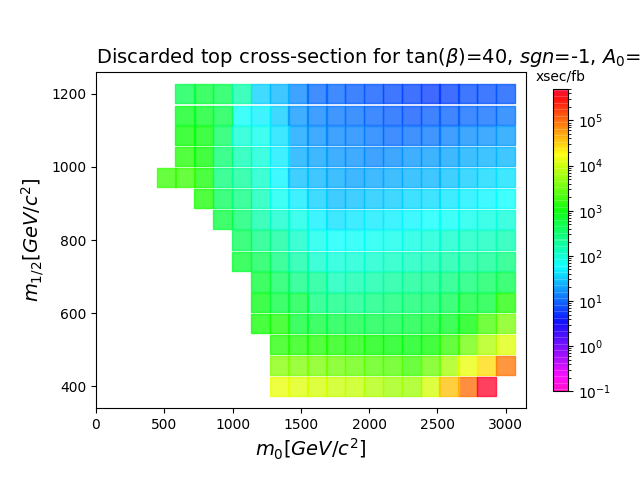 Discarded top cross-section for tan(β)=40, sgn=-1, A₀=
xsec/fb
1200
1000
800
600
400
m₁/₂[GeV/c²]
0 500 1000 1500 2000 2500 3000
m₀[GeV/c²]
10⁵
10⁴
10³
10²
10¹
10⁰
10⁻¹